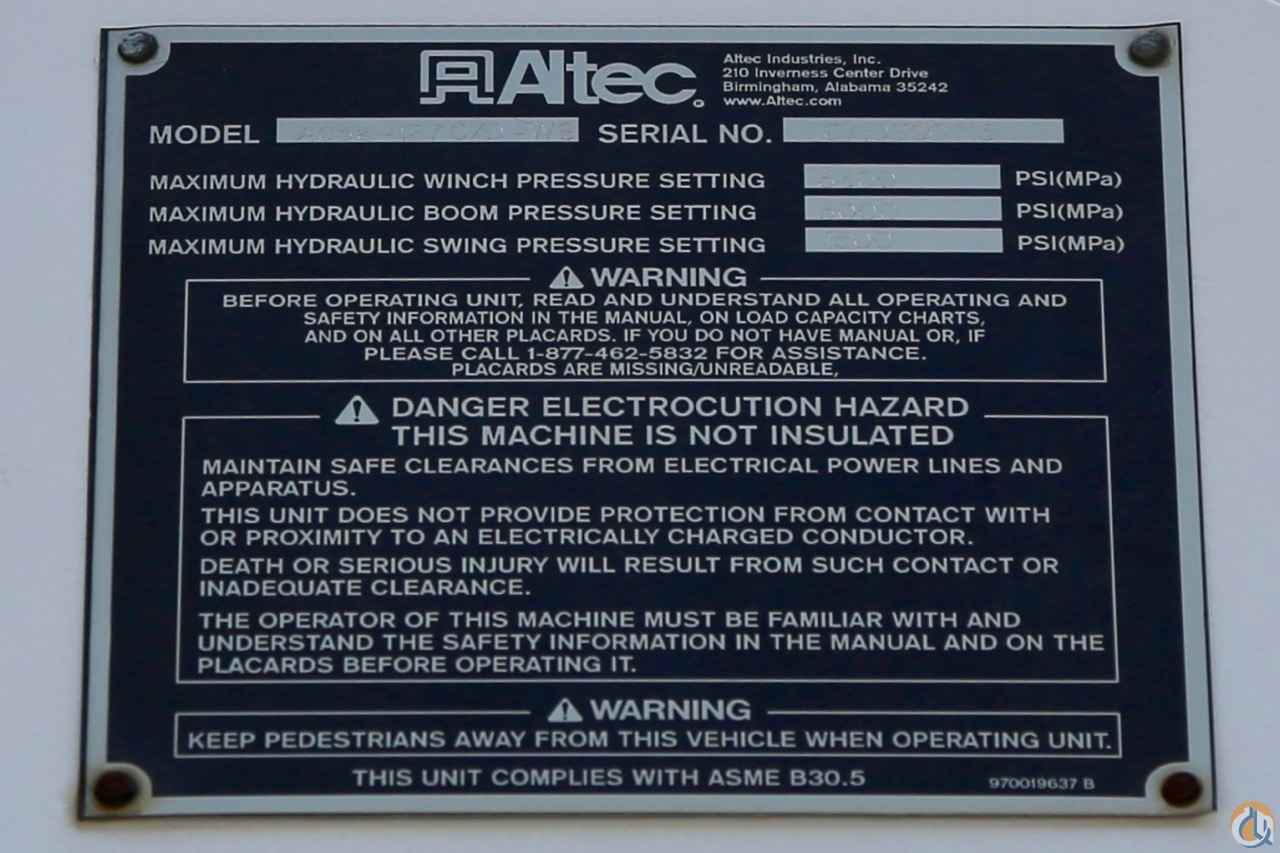 Altec
Altec Industries, Inc.
210 Inverness Center Drive
Birmingham, Alabama 35242
www.Altec.com
MODEL SERIAL NO.
MAXIMUM HYDRAULIC WINCH PRESSURE SETTING PSI(MPa)
MAXIMUM HYDRAULIC BOOM PRESSURE SETTING PSI(MPa)
MAXIMUM HYDRAULIC SWING PRESSURE SETTING PSI(MPa)
WARNING
BEFORE OPERATING UNIT, READ AND UNDERSTAND ALL OPERATING AND
SAFETY INFORMATION IN THE MANUAL, ON LOAD CAPACITY CHARTS,
AND ON ALL OTHER PLACARDS. IF YOU DO NOT HAVE MANUAL OR, IF
PLEASE CALL 1-877-462-5832 FOR ASSISTANCE.
PLACARDS ARE MISSING/UNREADABLE,
DANGER ELECTROCUTION HAZARD
THIS MACHINE IS NOT INSULATED
MAINTAIN SAFE CLEARANCES FROM ELECTRICAL POWER LINES AND
APPARATUS.
THIS UNIT DOES NOT PROVIDE PROTECTION FROM CONTACT WITH
OR PROXIMITY TO AN ELECTRICALLY CHARGED CONDUCTOR.
DEATH OR SERIOUS INJURY WILL RESULT FROM SUCH CONTACT OR
INADEQUATE CLEARANCE.
THE OPERATOR OF THIS MACHINE MUST BE FAMILIAR WITH AND
UNDERSTAND THE SAFETY INFORMATION IN THE MANUAL AND ON THE
PLACARDS BEFORE OPERATING IT.
WARNING
KEEP PEDESTRIANS AWAY FROM THIS VEHICLE WHEN OPERATING UNIT.
THIS UNIT COMPLIES WITH ASME B30.5
970019637 B